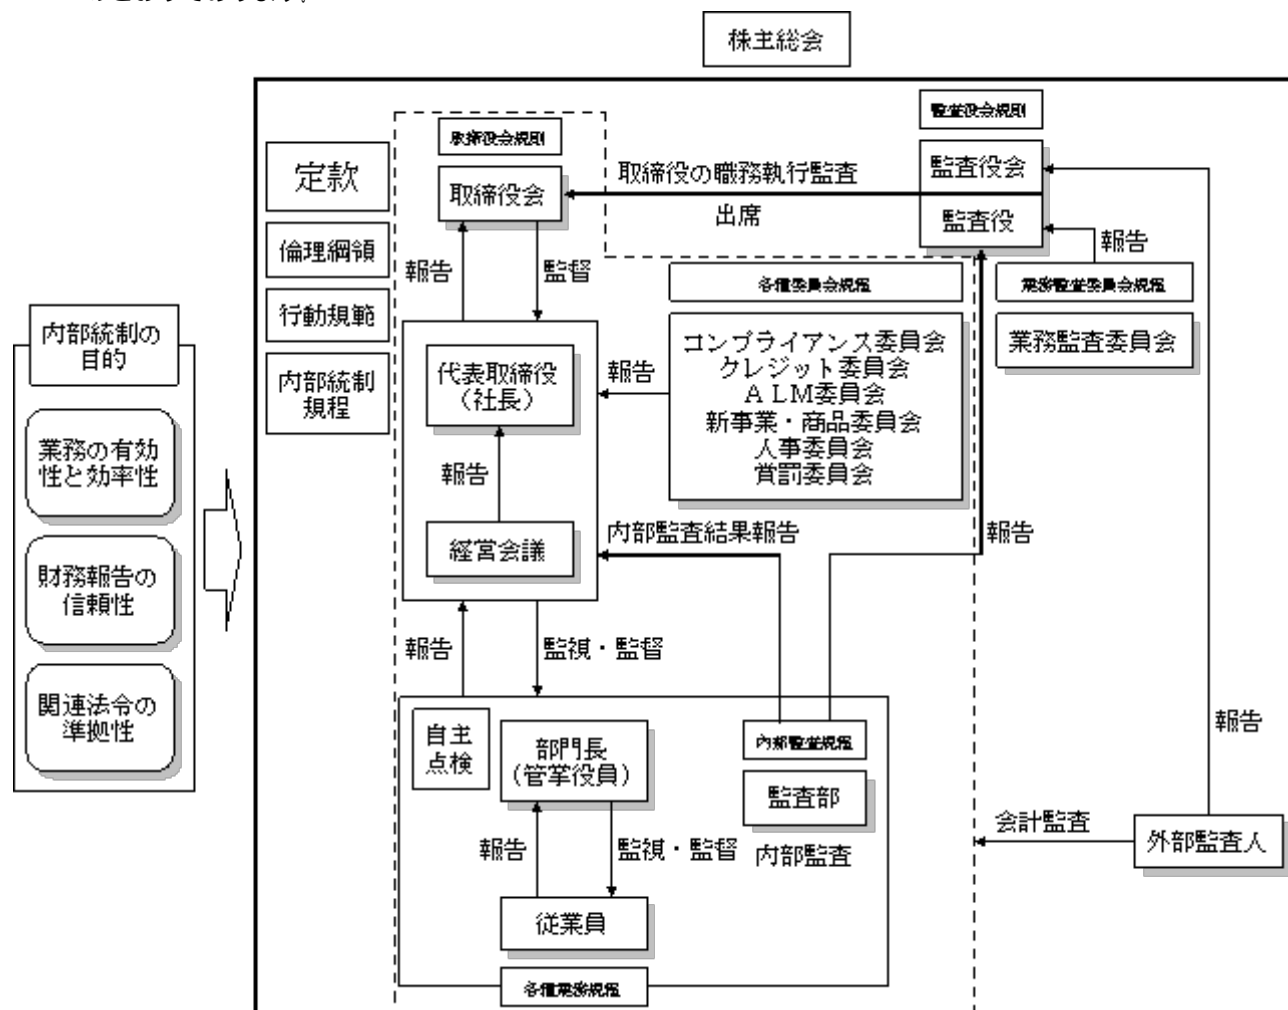 株主総会
監査役会規則
取締役会規則
定款
取締役会
取締役の職務執行監査
出席
監査役会
監査役
倫理綱領
報告
監督
報告
各種委員会規程
業務監査委員会規程
行動規範
内部統制の
目的
コンプライアンス委員会
クレジット委員会
ALM委員会
新事業・商品委員会
人事委員会
賞罰委員会
業務監査委員会
代表取締役
(社長)
報告
内部統制
規程
業務の有効
性と効率性
報告
経営会議
内部監査結果報告
報告
財務報告の
信頼性
報告
監視・監督
関連法令の
準拠性
自主
点検
部門長
(管掌役員)
内部監査規程
監査部
内部監査
報告
会計監査
外部監査人
報告
監視・監督
従業員
各種業務規程